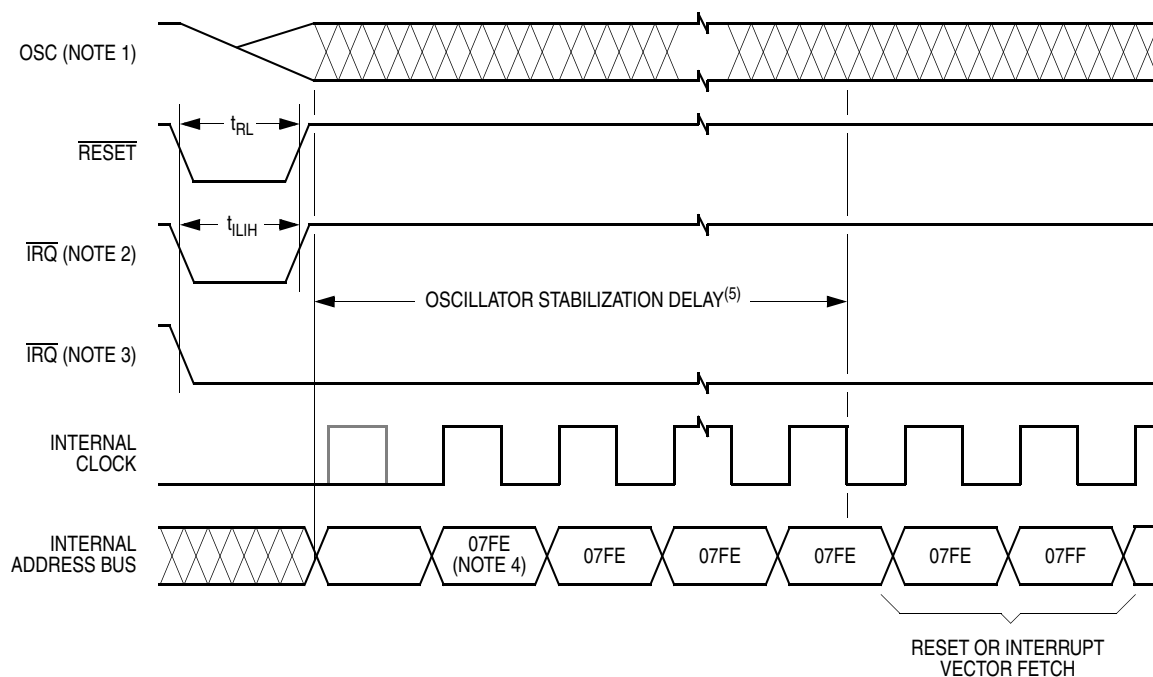 OSC (NOTE 1)
tRL
RESET
tILIH
IRQ (NOTE 2)
OSCILLATOR STABILIZATION DELAY(5)
IRQ (NOTE 3)
INTERNAL
CLOCK
INTERNAL
ADDRESS BUS
07FE
(NOTE 4)
07FE
07FE
07FE
07FE
07FF
RESET OR INTERRUPT
VECTOR FETCH